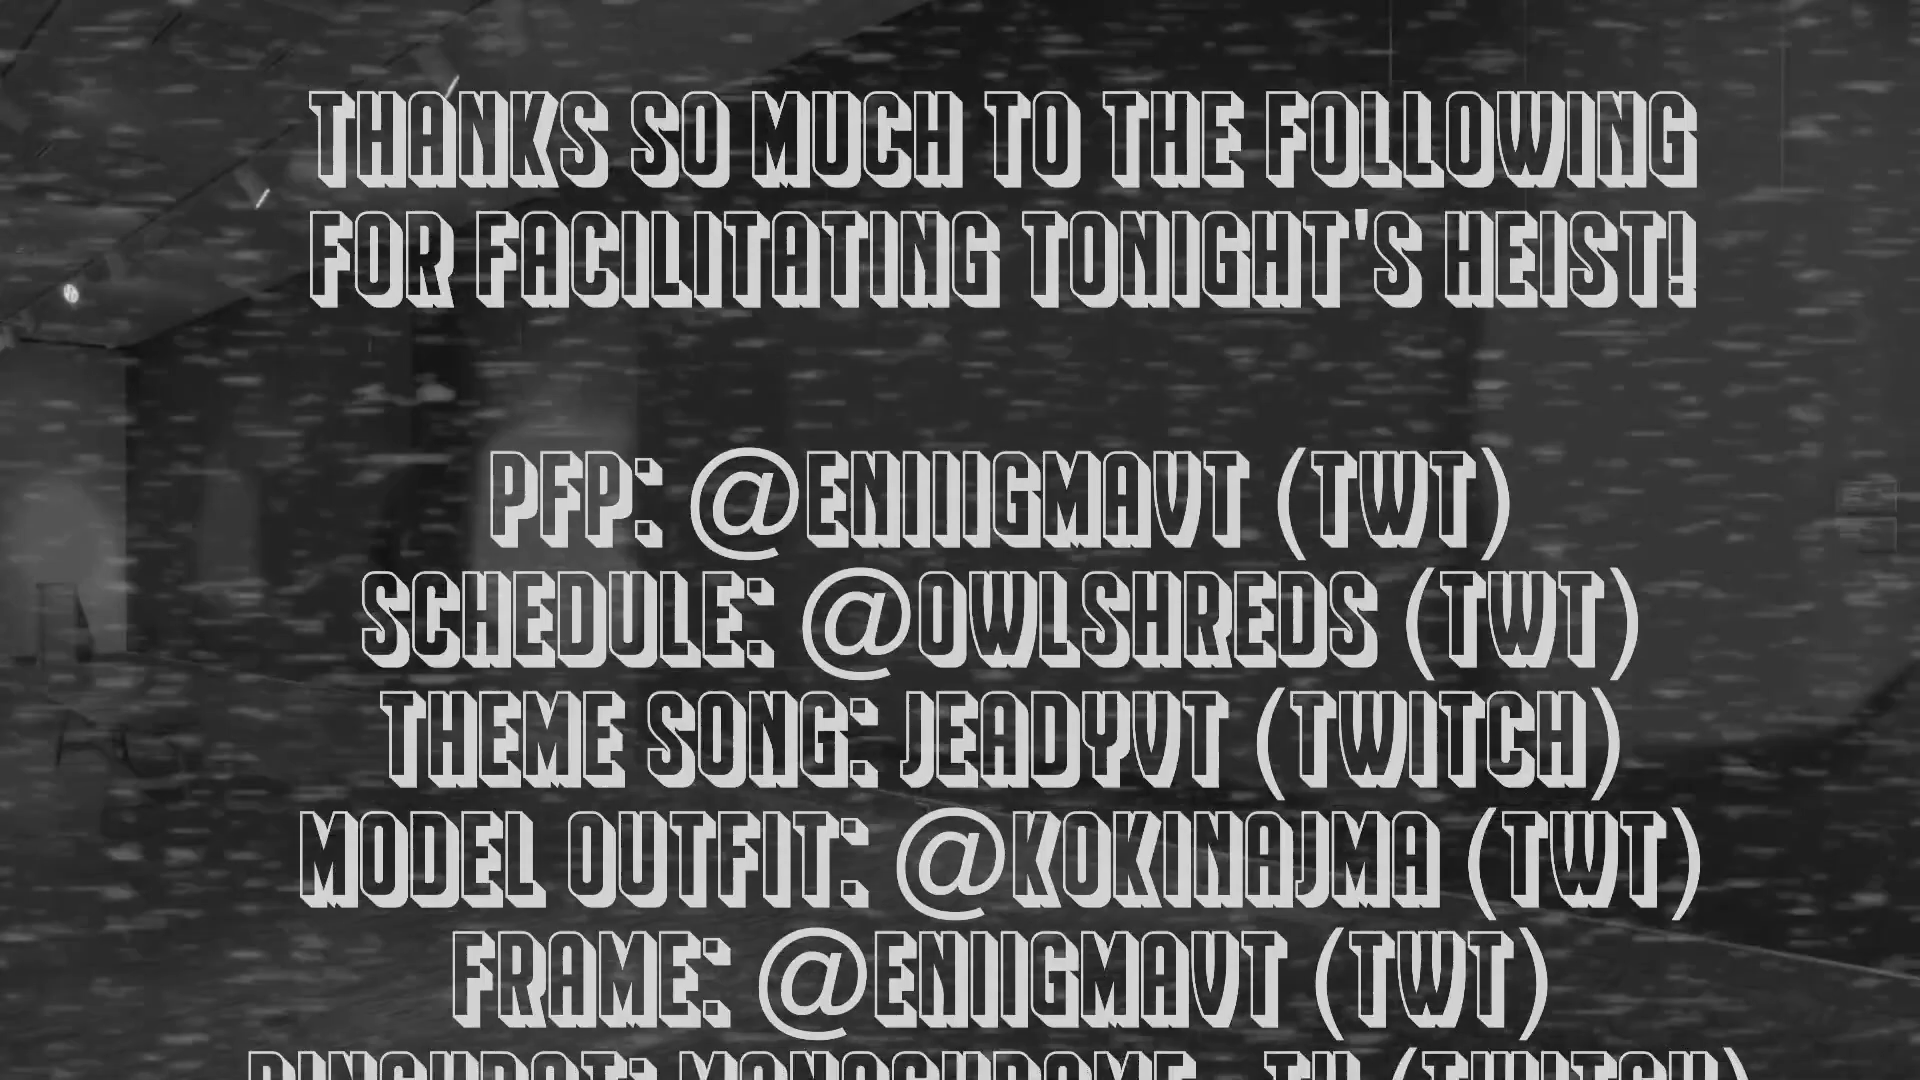 THANKS SO MUCH TO THE FOLLOWING
FOR FACILITATING TONIGHT'S HEIST!
PFP: @ENIIIGMAVT (TWT)
SCHEDULE: @OWLSHREDS (TWT)
THEME SONG: JEADYVT (TWITCH)
MODEL OUTFIT: @KOKINAJMA (TWT)
FRAME: @ENIIGMAVT (TWT)
(TWITCH)